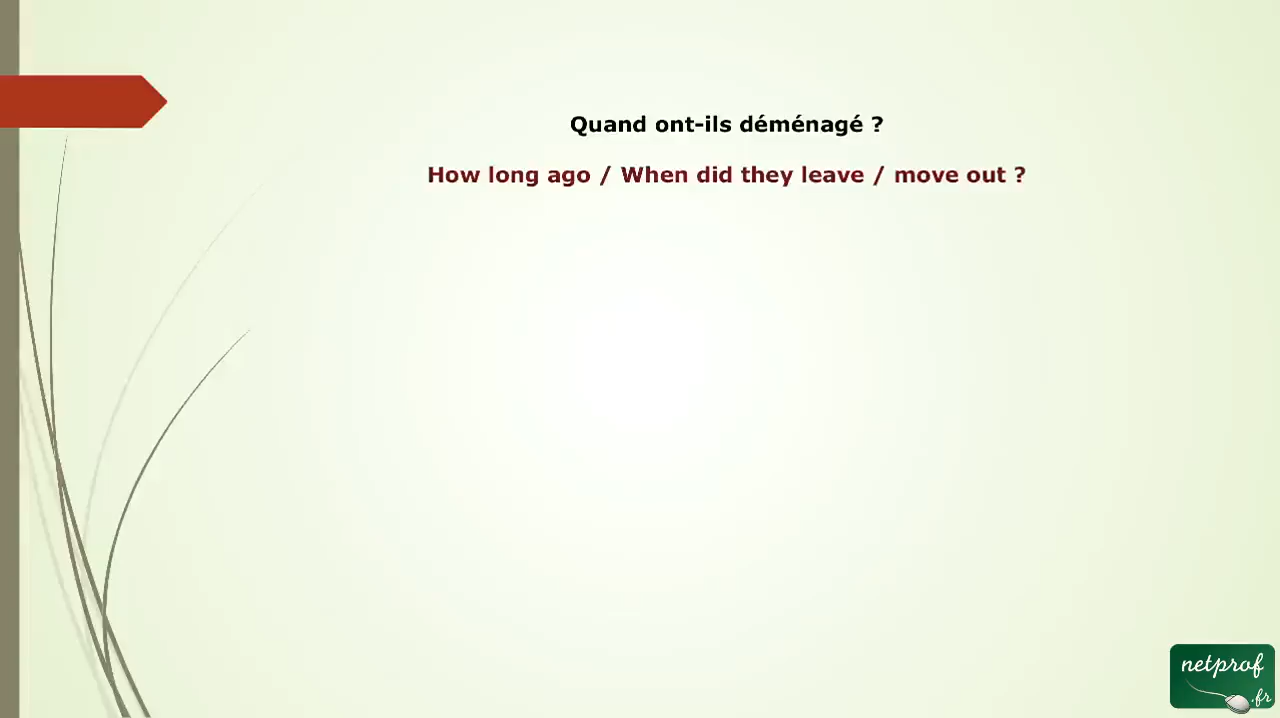 Quand ont-ils déménagé ?
How long ago / When did they leave / move out ?
netprof
.fr